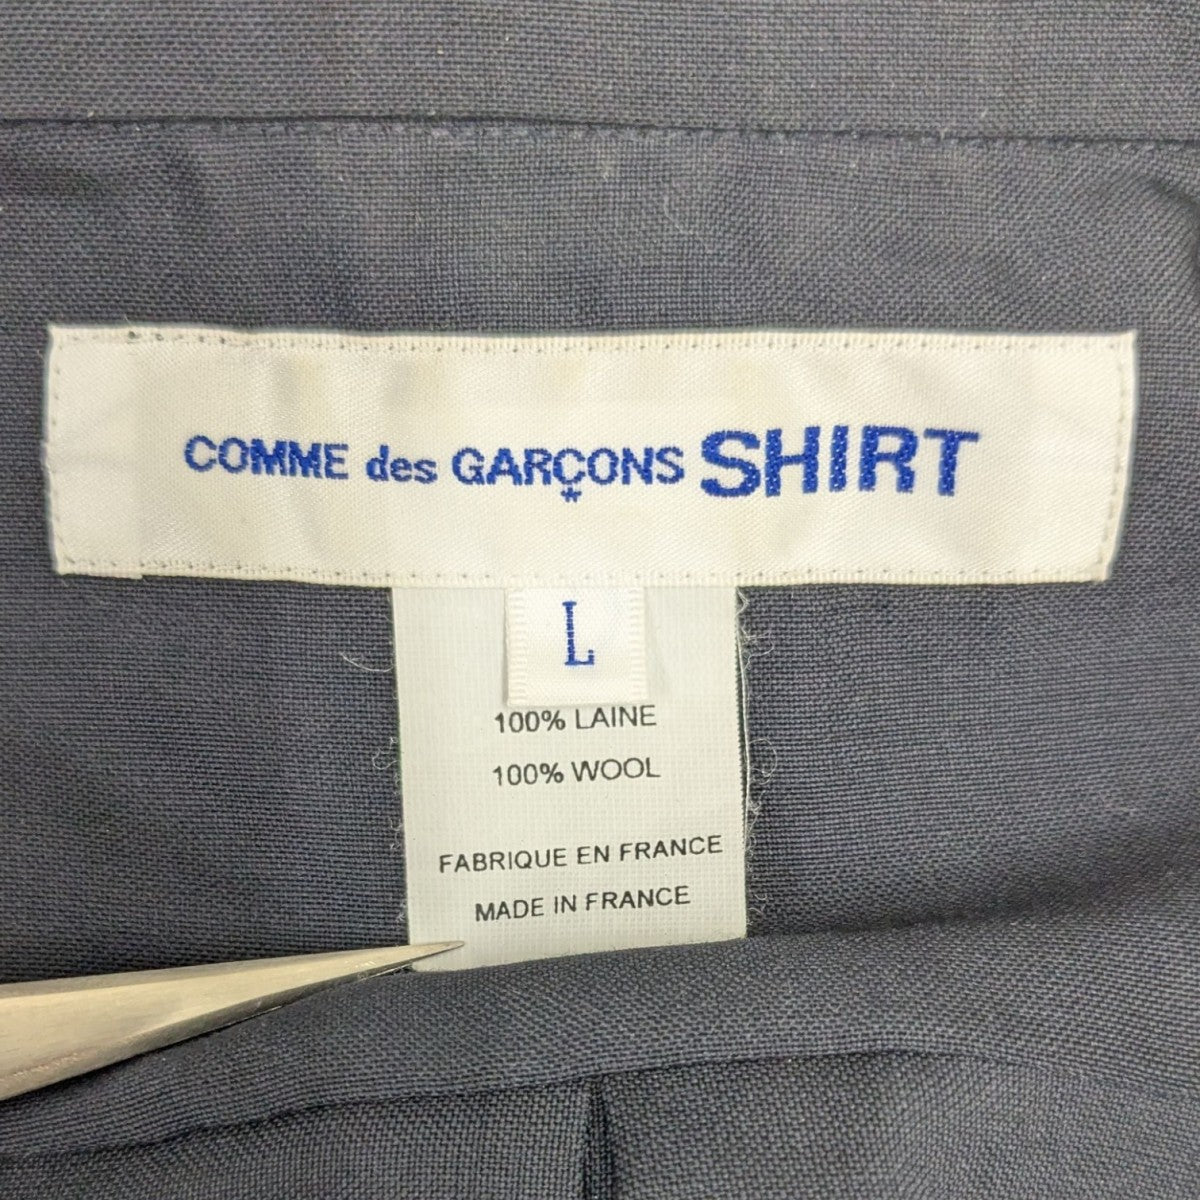 COMME des GARÇONS SHIRT
L
100% LAINE
100% WOOL
FABRIQUE EN FRANCE
MADE IN FRANCE